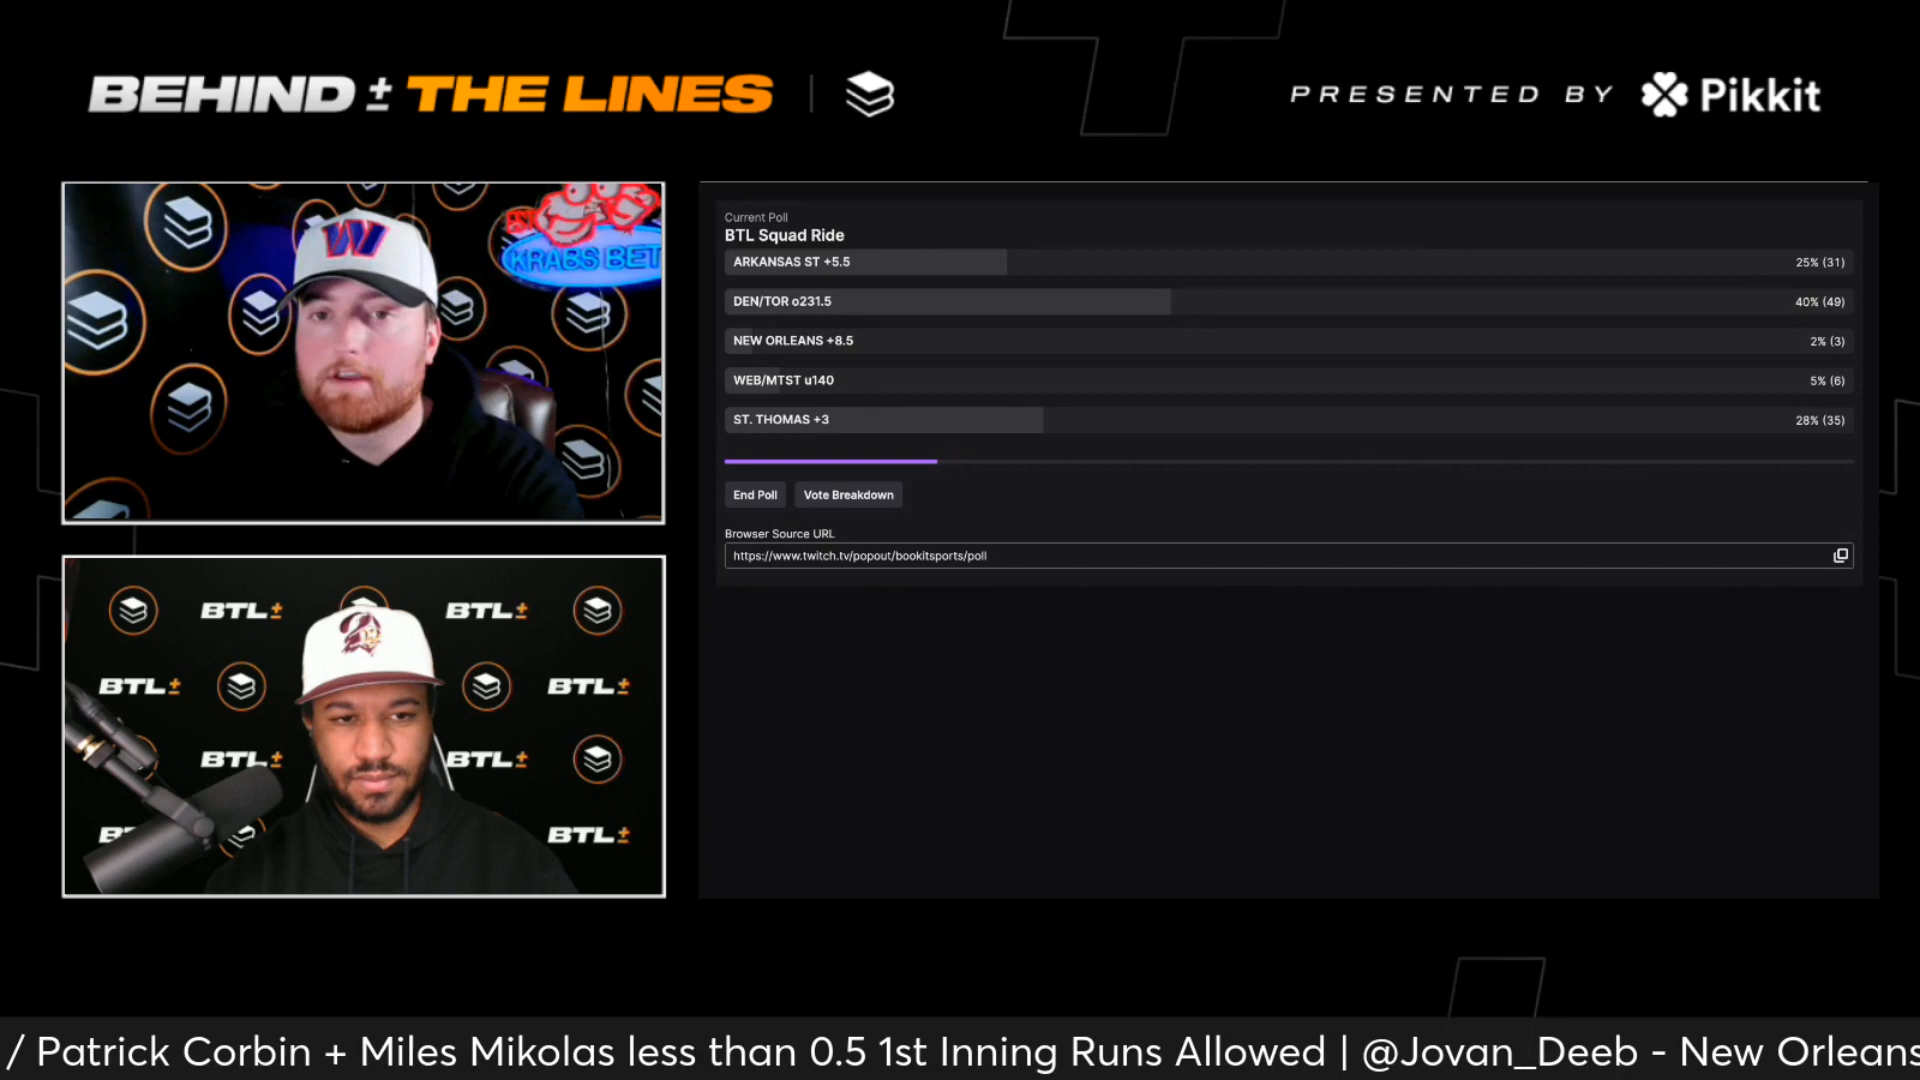 BEHIND ± THE LINES
PRESENTED BY Pikkit
EST
KRABS BET
W
Current Poll
BTL Squad Ride
ARKANSAS ST +5.5 25% (31)
DEN/TOR o231.5 40% (49)
NEW ORLEANS +8.5 2% (3)
WEB/MTST u140 5% (6)
ST. THOMAS +3 28% (35)
End Poll Vote Breakdown
Browser Source URL
https://www.twitch.tv/popout/bookitsports/poll
BTL± BTL±
BTL± BTL±
BTL± BTL±
BTL±
/ Patrick Corbin + Miles Mikolas less than 0.5 1st Inning Runs Allowed | @Jovan_Deeb - New Orleans